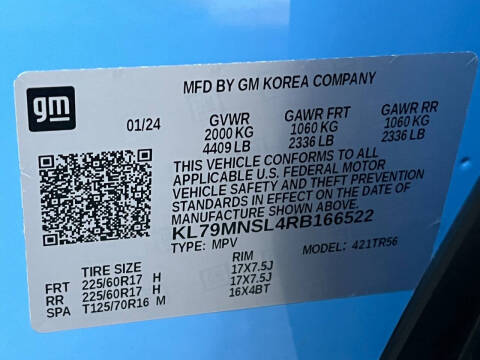 MFD BY GM KOREA COMPANY
gm
01/24 GVWR GAWR FRT GAWR RR
2000 KG 1060 KG 1060 KG
4409 LB 2336 LB 2336 LB
THIS VEHICLE CONFORMS TO ALL
APPLICABLE U.S. FEDERAL MOTOR
VEHICLE SAFETY AND THEFT PREVENTION
STANDARDS IN EFFECT ON THE DATE OF
MANUFACTURE SHOWN ABOVE.
KL79MNSL4RB166522
TYPE: MPV MODEL: 421TR56
TIRE SIZE RIM
FRT 225/60R17 H 17X7.5J
RR 225/60R17 H 17X7.5J
SPA T125/70R16 M 16X4BT